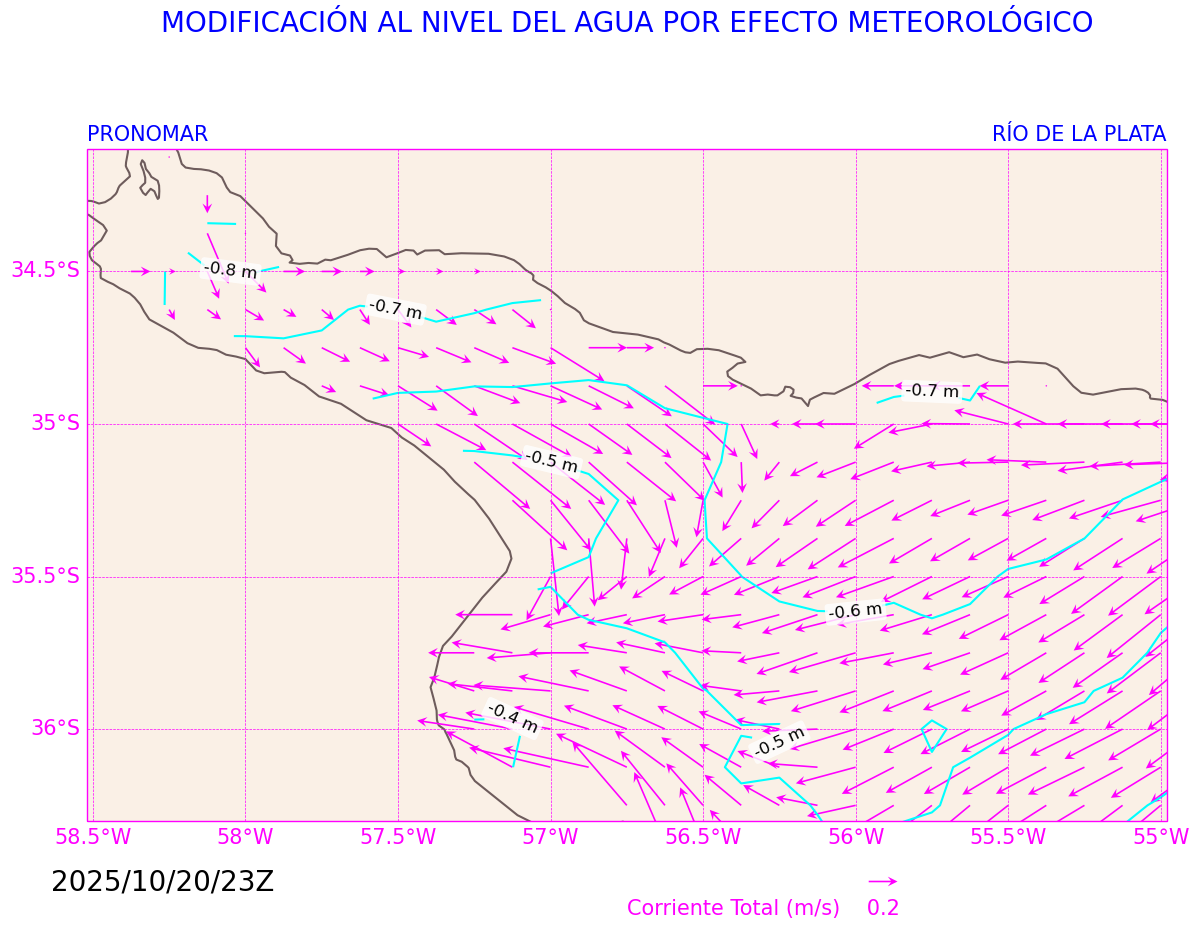 MODIFICACIÓN AL NIVEL DEL AGUA POR EFECTO METEOROLÓGICO
PRONOMAR
RÍO DE LA PLATA
-0.8 m
34.5°S
-0.7 m
-0.7 m
35°S
-0.5 m
35.5°S
-0.6 m
-0.4 m
36°S
-0.5 m
58.5°W
58°W
57.5°W
57°W
56.5°W
56°W
55.5°W
55°W
2025/10/20/23Z
Corriente Total (m/s)
0.2